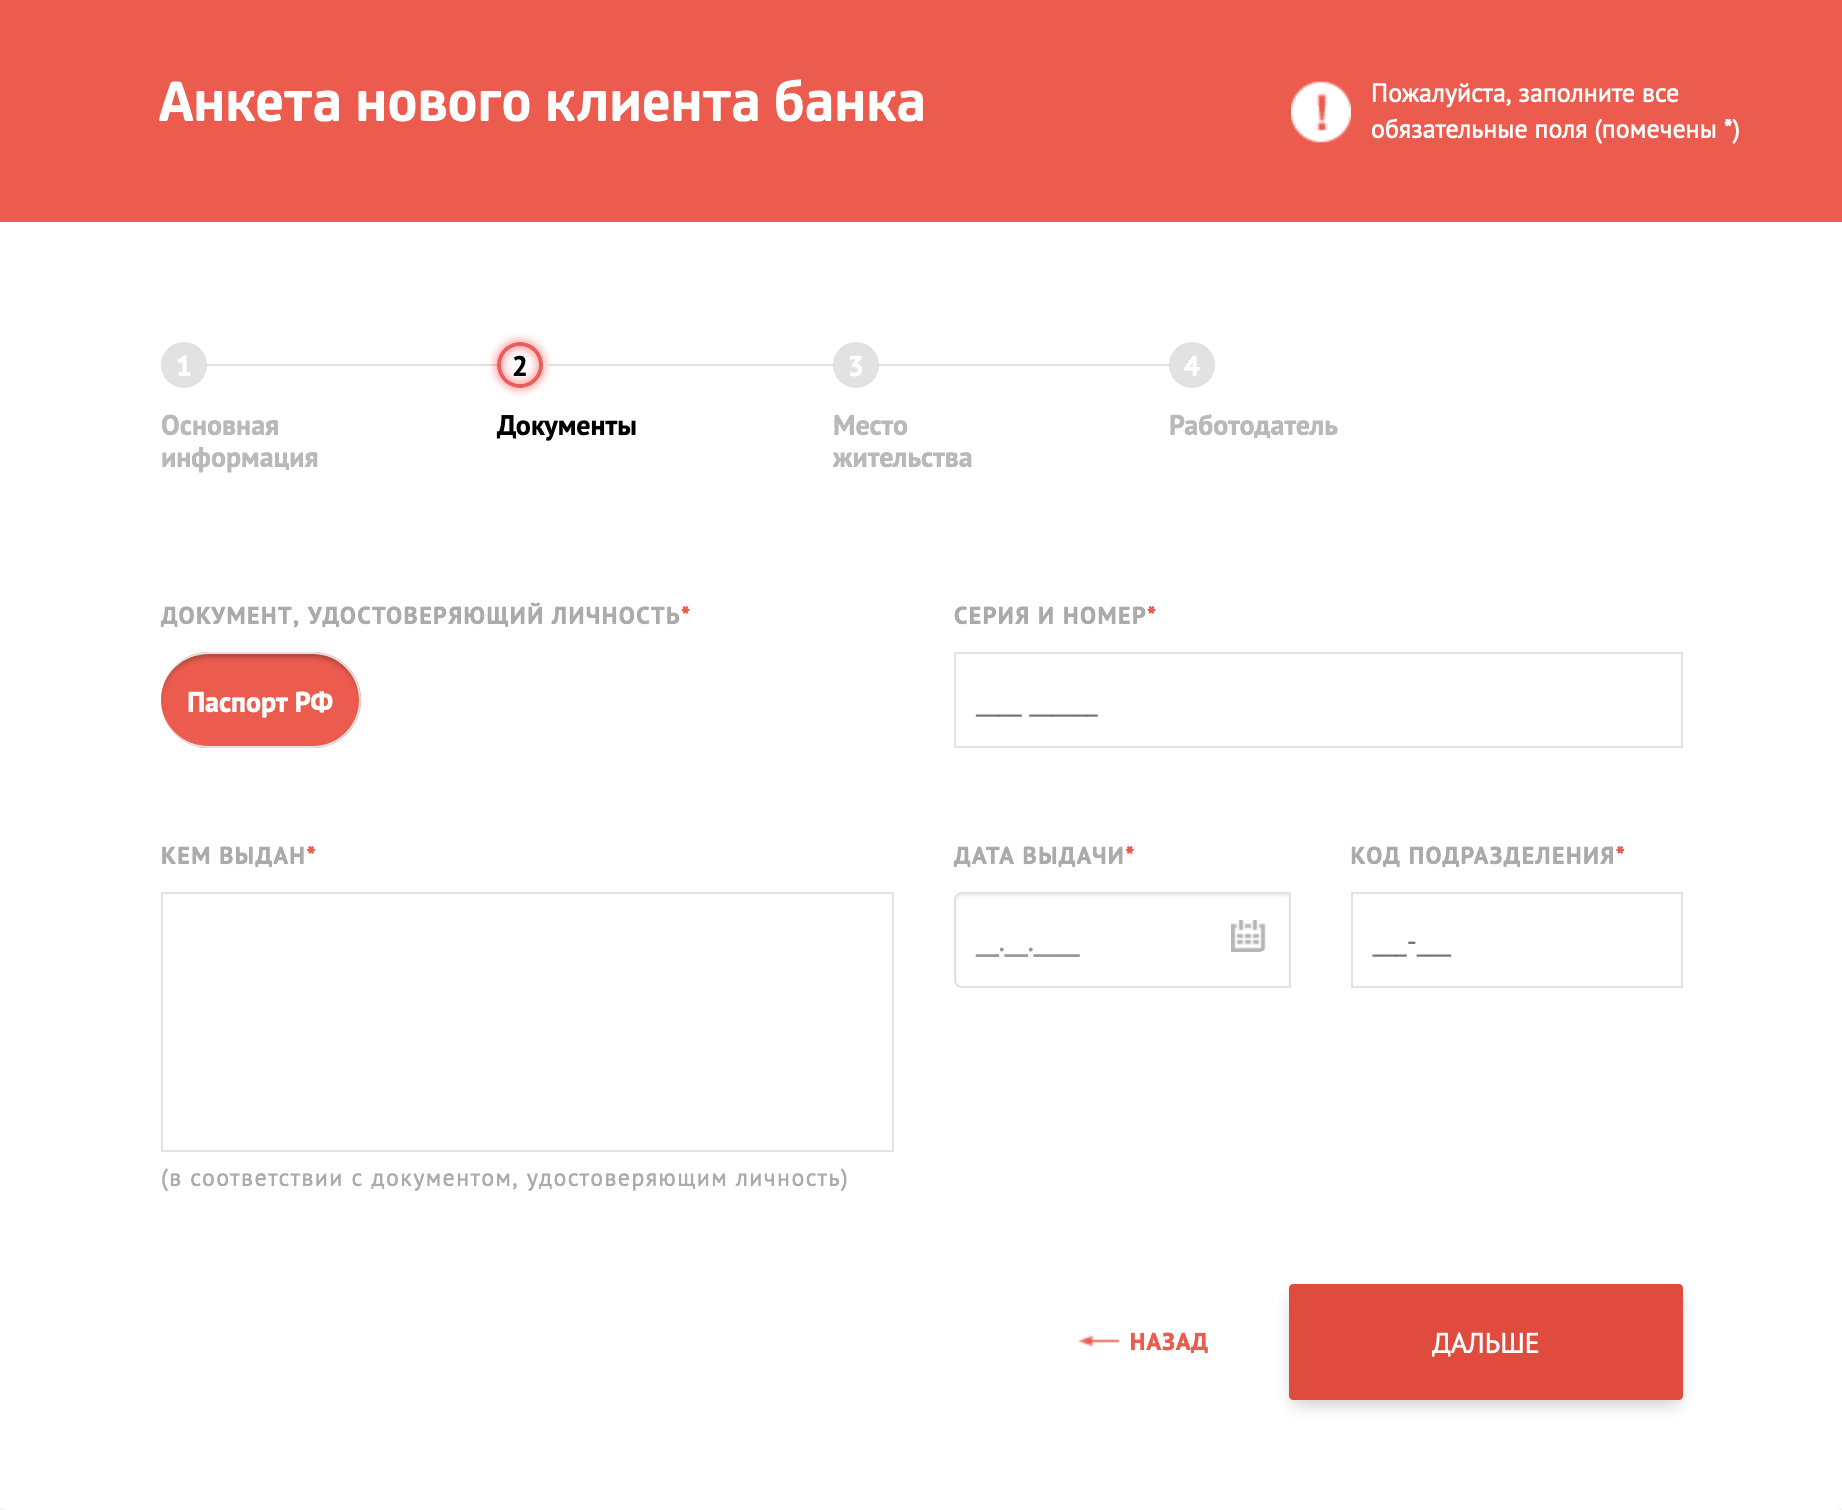 Анкета нового клиента банка
!
Пожалуйста, заполните все
обязательные поля (помечены *)
1
2
3
4
Основная
информация
Документы
Место
жительства
Работодатель
ДОКУМЕНТ, УДОСТОВЕРЯЮЩИЙ ЛИЧНОСТЬ*
Паспорт РФ
СЕРИЯ И НОМЕР*
____ ______
КЕМ ВЫДАН*
(в соответствии с документом, удостоверяющим личность)
ДАТА ВЫДАЧИ*
__.__.____
КОД ПОДРАЗДЕЛЕНИЯ*
___-___
НАЗАД
ДАЛЬШЕ